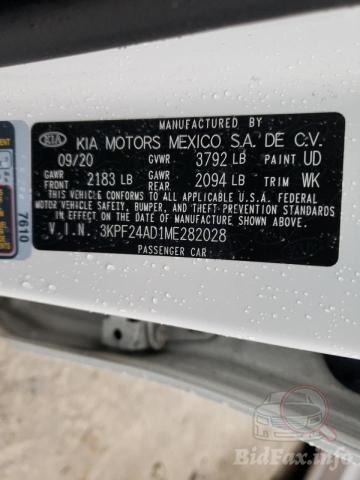 MANUFACTURED BY
KIA KIA MOTORS MEXICO S.A. DE C.V.
09/20 GVWR 3792 LB PAINT UD
GAWR FRONT 2183 LB GAWR REAR 2094 LB TRIM WK
THIS VEHICLE CONFORMS TO ALL APPLICABLE U.S.A. FEDERAL
MOTOR VEHICLE SAFETY, BUMPER, AND THEFT PREVENTION
STANDARDS IN EFFECT ON THE DATE OF MANUFACTURE SHOWN ABOVE.
V.I.N. 3KPF24AD1ME282028
PASSENGER CAR
7610
BidFax.info